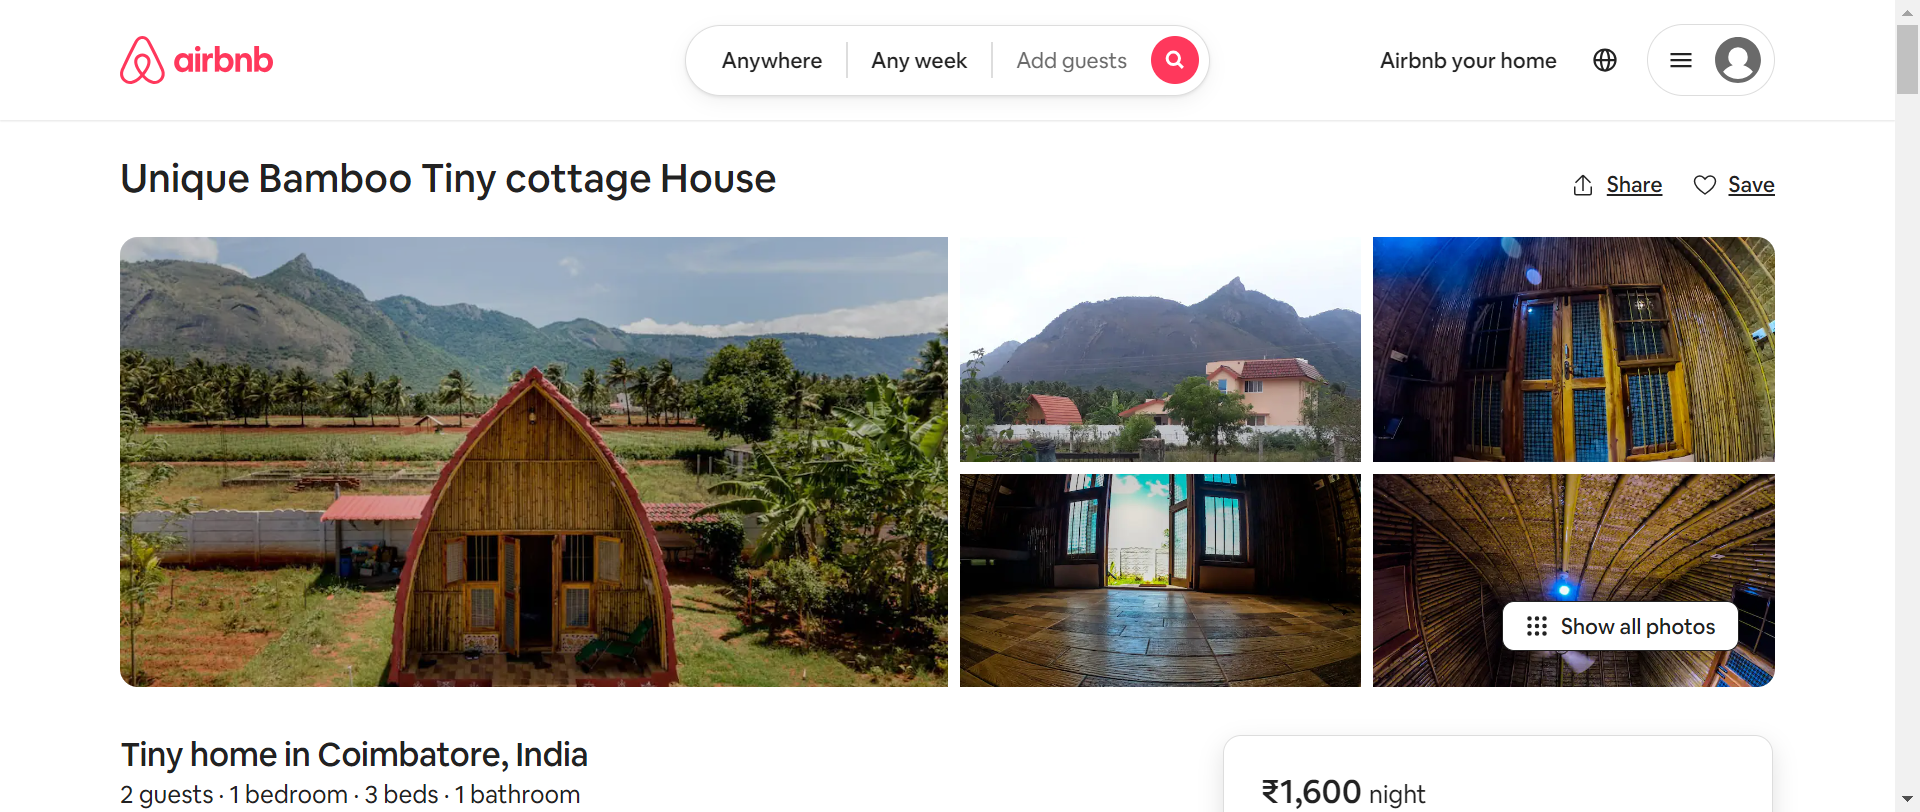 airbnb
Anywhere
Any week
Add guests
Airbnb your home
Unique Bamboo Tiny cottage House
Share
Save
Show all photos
Tiny home in Coimbatore, India
2 guests · 1 bedroom · 3 beds · 1 bathroom
₹1,600 night